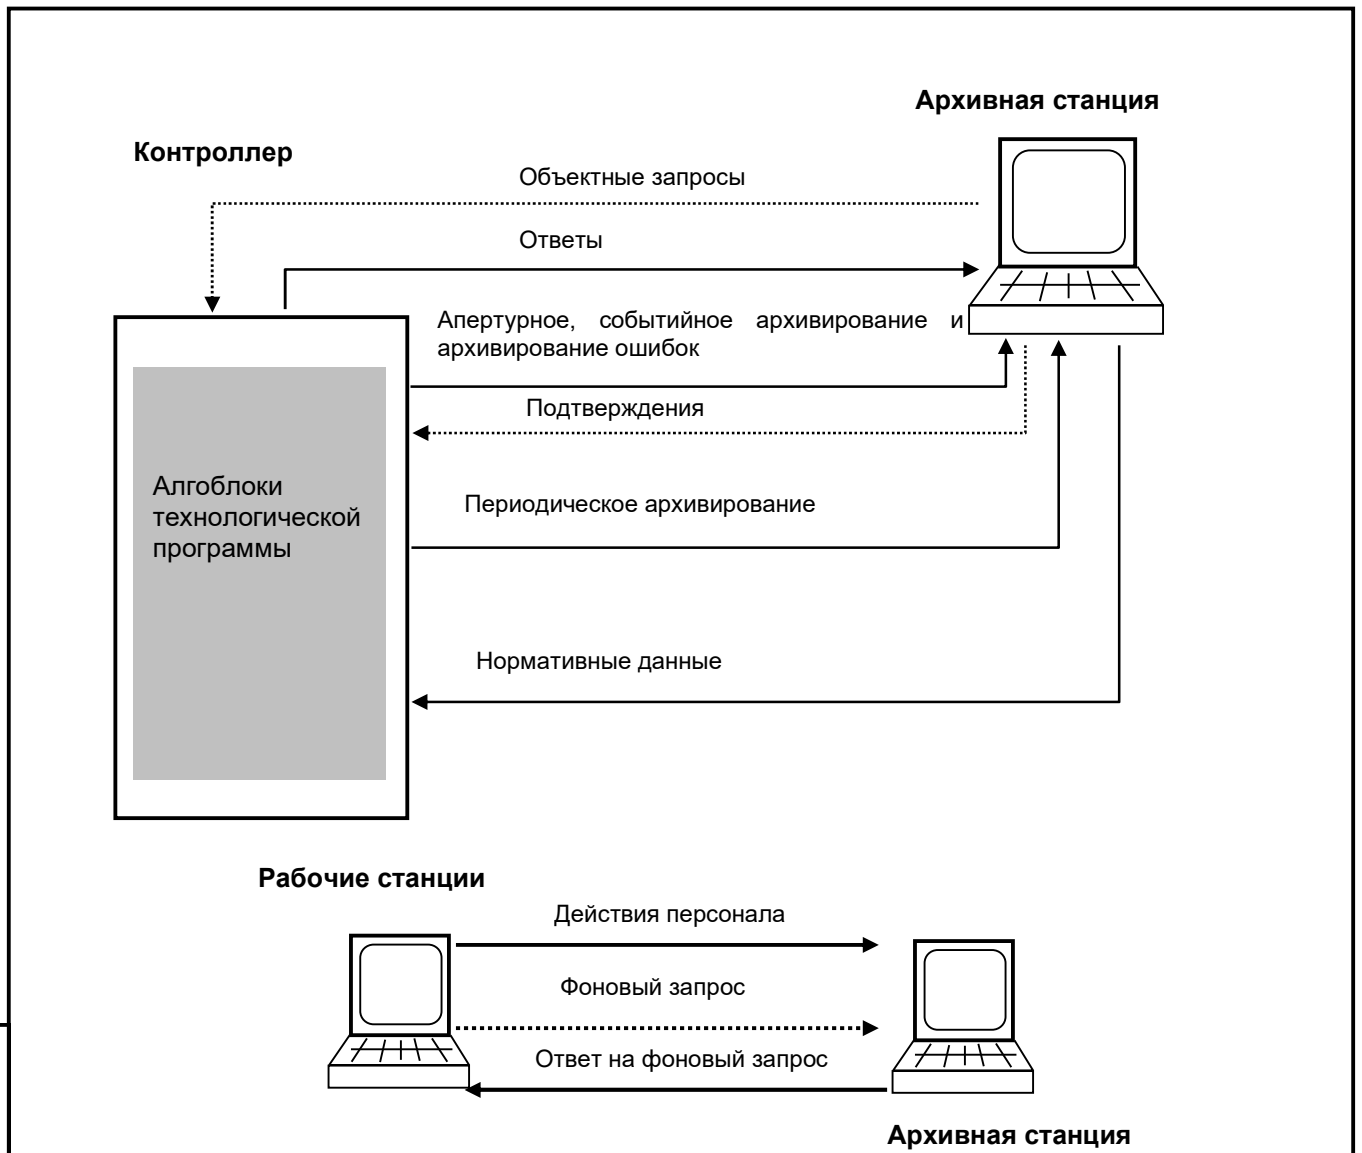 Архивная станция
Контроллер
Объектные запросы
Ответы
Апертурное, событийное архивирование и
архивирование ошибок
Подтверждения
Алгоблоки
технологической
программы
Периодическое архивирование
Нормативные данные
Рабочие станции
Действия персонала
Фоновый запрос
Ответ на фоновый запрос
Архивная станция